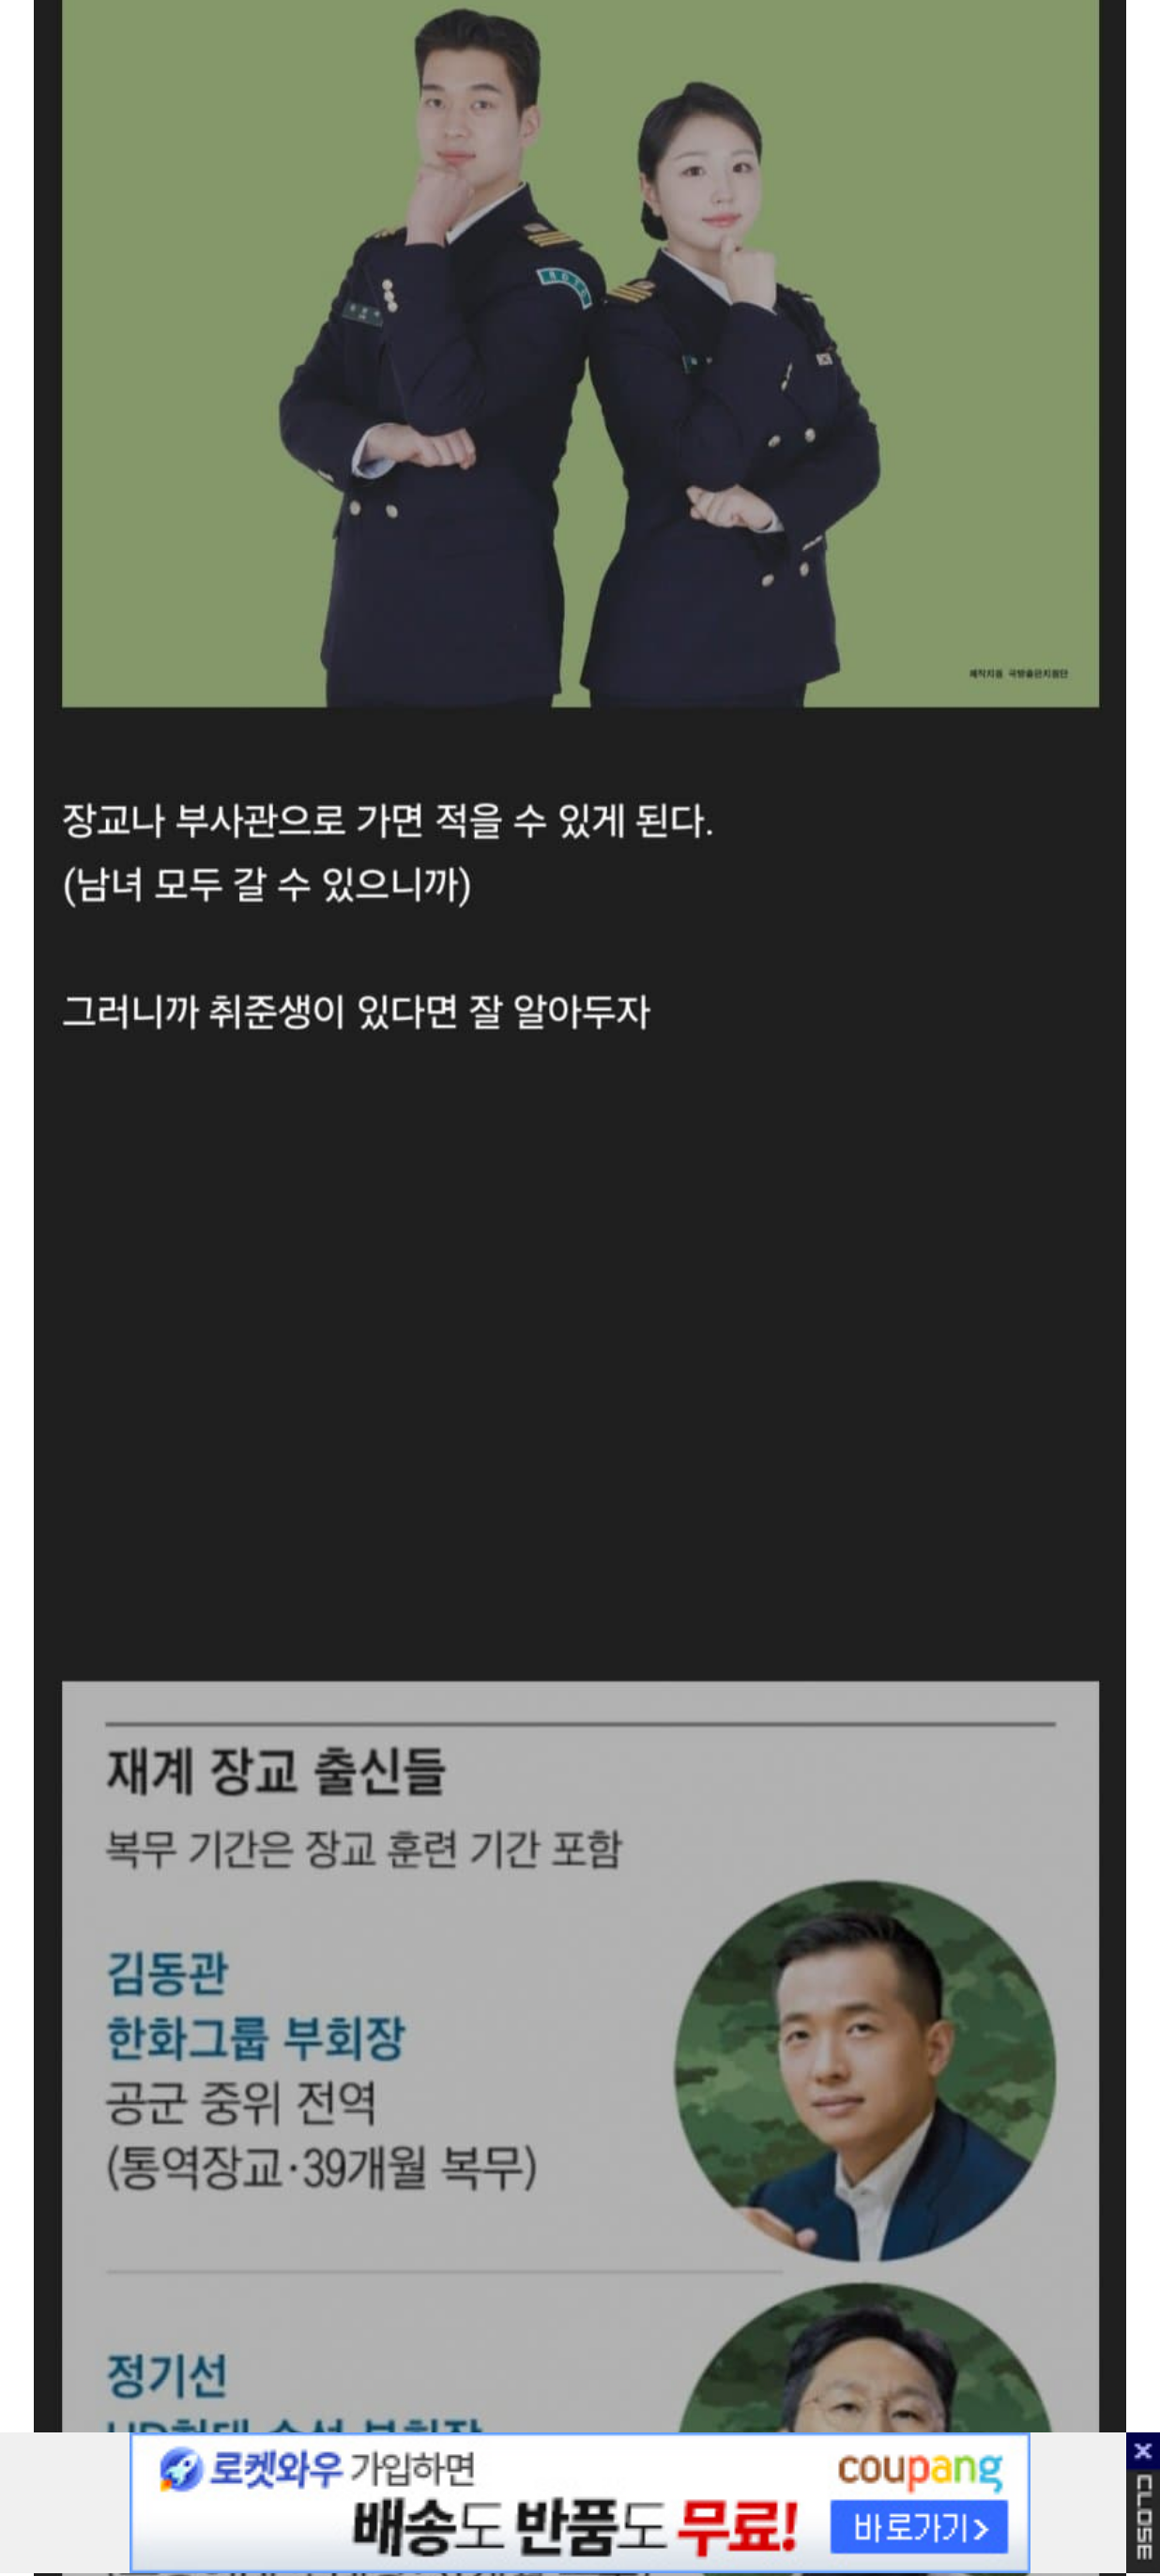 ROTC
제작지원 국방출판지원단
장교나 부사관으로 가면 적을 수 있게 된다.
(남녀 모두 갈 수 있으니까)
그러니까 취준생이 있다면 잘 알아두자
재계 장교 출신들
복무 기간은 장교 훈련 기간 포함
김동관
한화그룹 부회장
공군 중위 전역
(통역장교·39개월 복무)
정기선
로켓와우 가입하면
배송도 반품도 무료!
coupang
바로가기>
X CLOSE